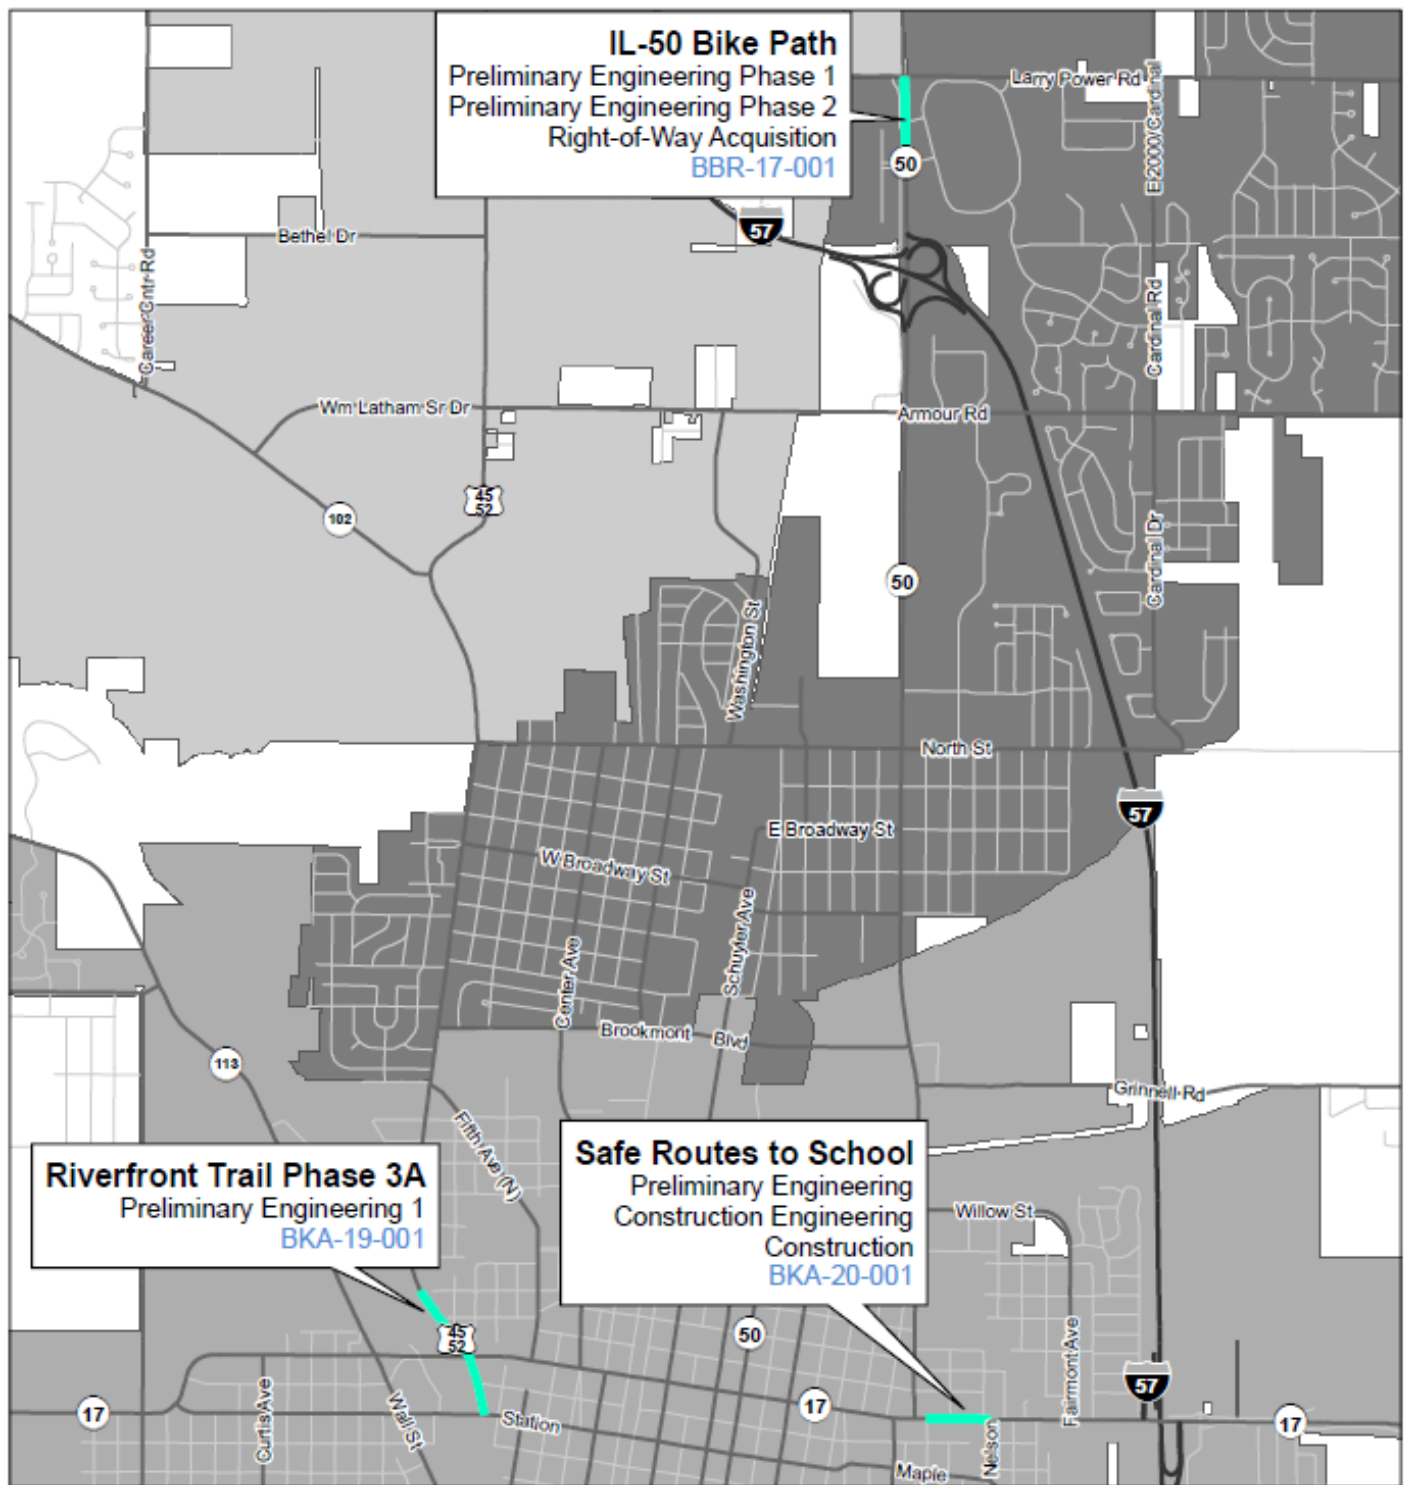 IL-50 Bike Path
Preliminary Engineering Phase 1
Preliminary Engineering Phase 2
Right-of-Way Acquisition
BBR-17-001
Larry Power Rd
E2000/Cardinal
50
57
Bethel Dr
Career Cntr Rd
Cardinal Rd
Wm Latham Sr Dr
Armour Rd
45
52
102
Cardinal Dr
50
Washington St
North St
57
E Broadway St
W Broadway St
Schuyler Ave
Center Ave
Brookmont Blvd
113
Grinnell Rd
Fifth Ave (N)
Riverfront Trail Phase 3A
Preliminary Engineering 1
BKA-19-001
Safe Routes to School
Preliminary Engineering
Construction Engineering
Construction
BKA-20-001
Willow St
45
52
50
Fairmont Ave
57
17
Curtis Ave
Wall St
Station
17
17
Nelson
Maple